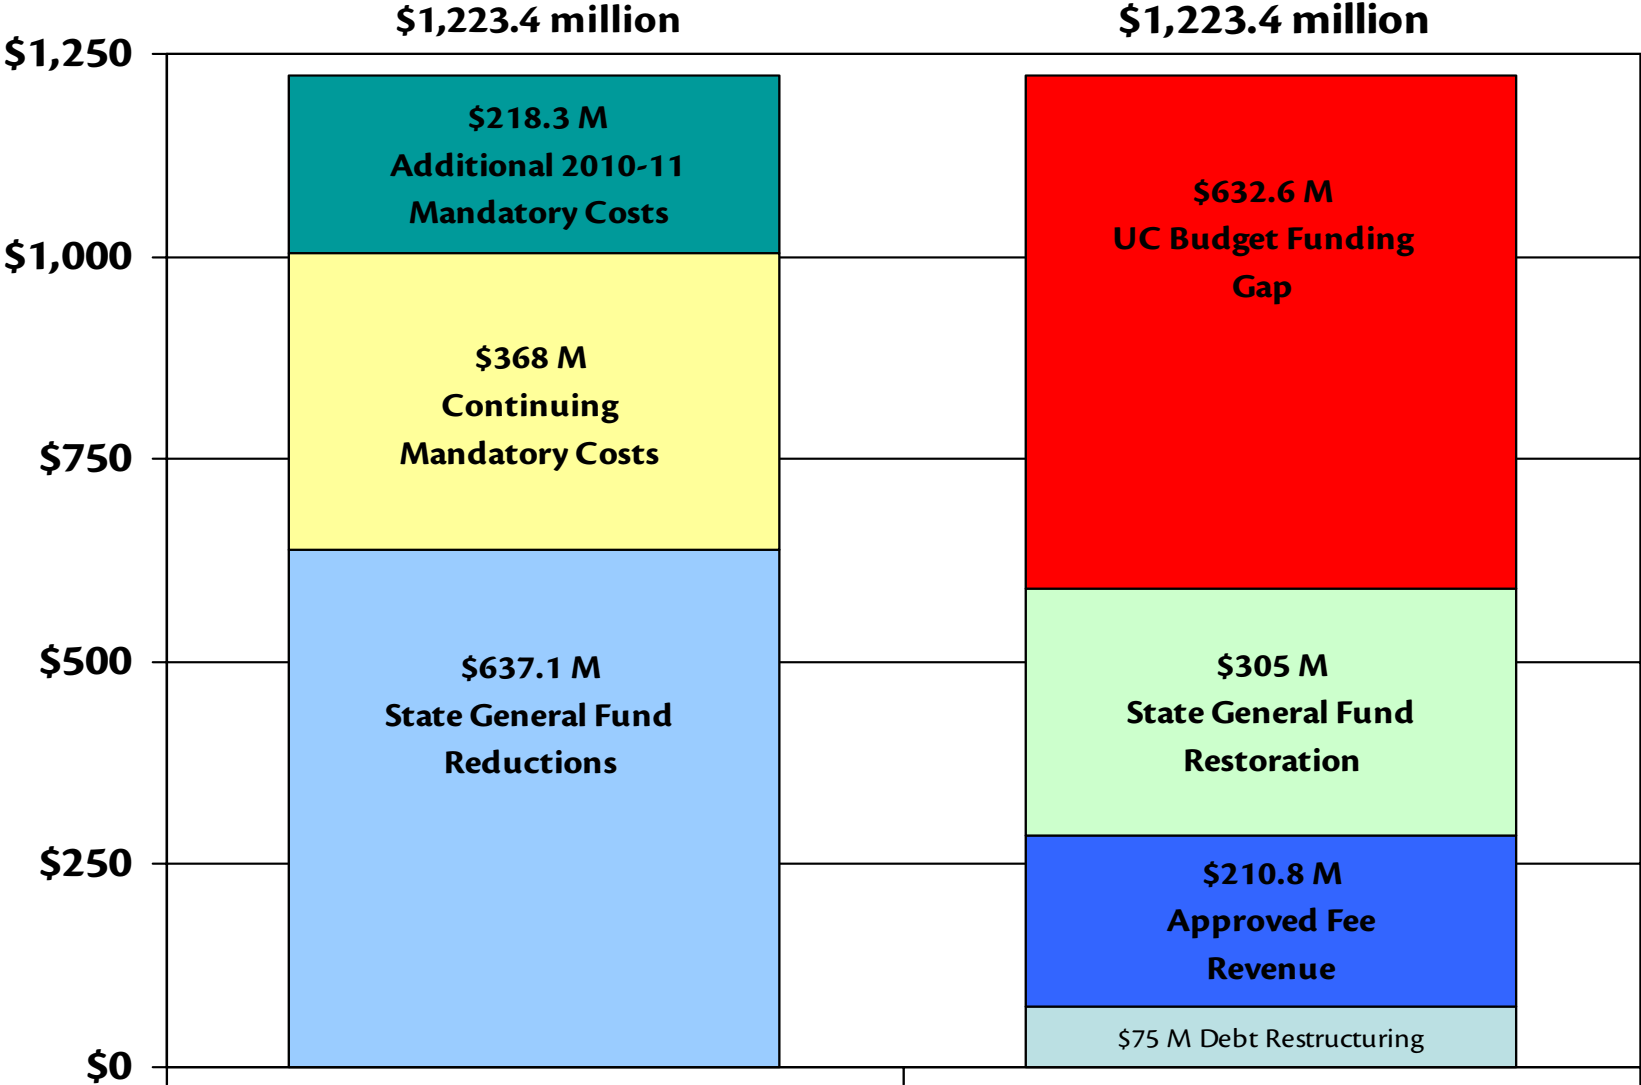 $1,223.4 million
$1,223.4 million
$1,250
$1,000
$750
$500
$250
$0
$218.3 M
Additional 2010-11
Mandatory Costs
$368 M
Continuing
Mandatory Costs
$637.1 M
State General Fund
Reductions
$632.6 M
UC Budget Funding
Gap
$305 M
State General Fund
Restoration
$210.8 M
Approved Fee
Revenue
$75 M Debt Restructuring